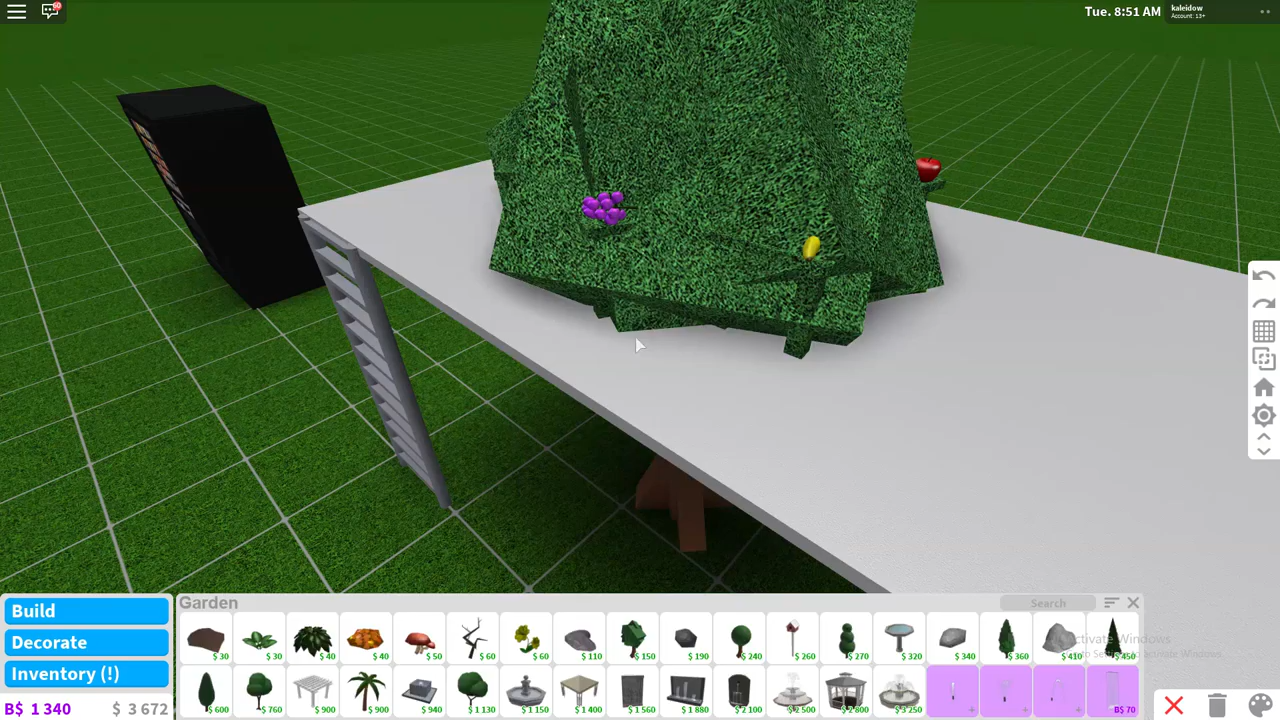 60
Tue. 8:51 AM
kaleidow
Account: 13+
Garden
Search
Build
Decorate
Inventory (!)
B$ 1 340
$ 3 672
$ 30
$ 30
$ 40
$ 40
$ 50
$ 60
$ 60
$ 110
$ 150
$ 190
$ 240
$ 260
$ 270
$ 320
$ 340
$ 360
$ 410
$ 450
Activate Windows
$ 600
$ 760
$ 900
$ 900
$ 940
$ 1 130
$ 1 150
$ 1 400
$ 1 560
$ 1 880
$ 2 100
$ 2 500
$ 2 800
$ 3 250
B$ 70